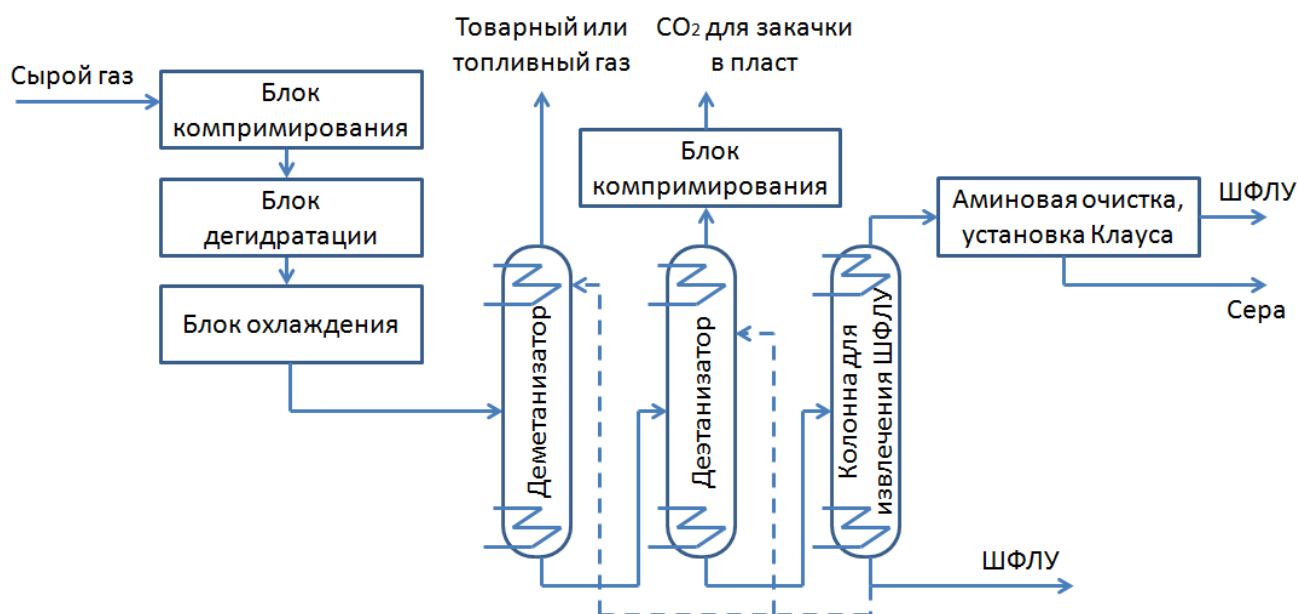 Товарный или
топливный газ
CO2 для закачки
в пласт
Сырой газ
Блок
компримирования
Блок
компримирования
Блок
дегидратации
Аминовая очистка,
установка Клауса
ШФЛУ
Сера
Блок охлаждения
Деметанизатор
Деэтанизатор
Колонна для
извлечения ШФЛУ
ШФЛУ